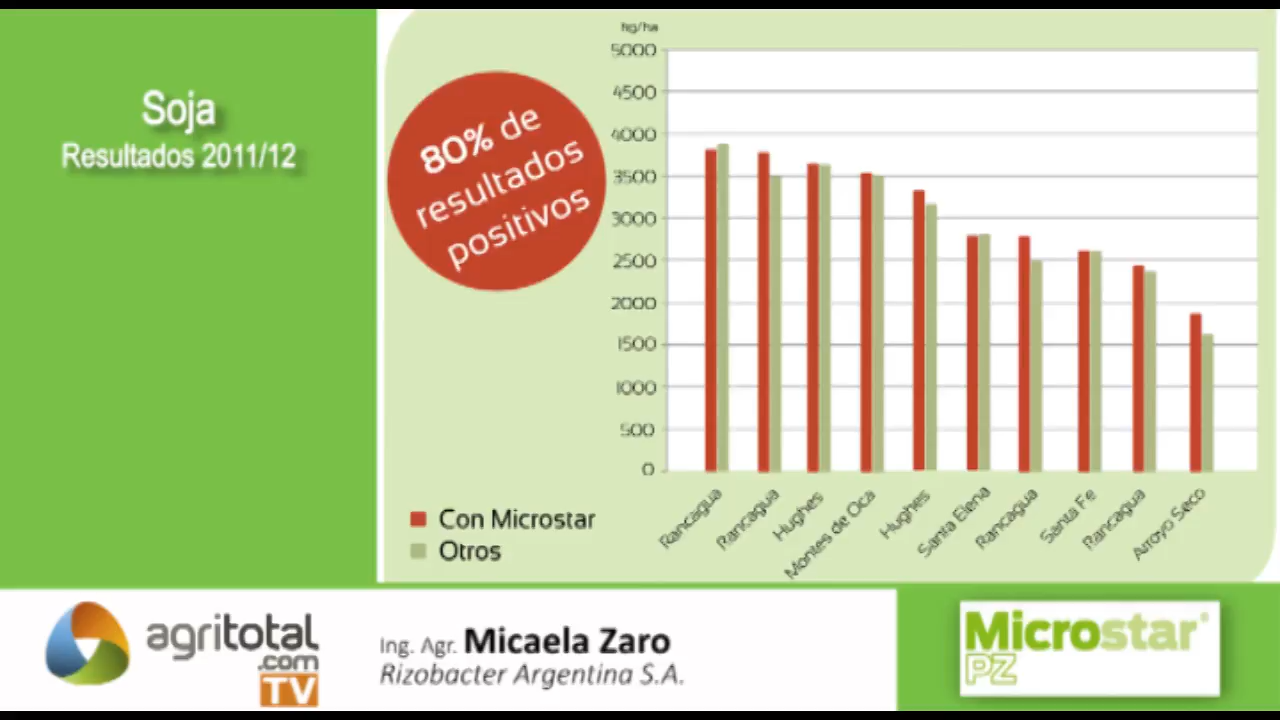 Soja
Resultados 2011/12
80% de
resultados
positivos
hg/ha
5000
4500
4000
3500
3000
2500
2000
1500
1000
500
0
Rancagua
Rancagua
Hughes
Montes de Oca
Hughes
Santa Elena
Rancagua
Santa Fe
Rancagua
Arroyo Seco
Con Microstar
Otros
agritotal
.com
TV
Ing. Agr. Micaela Zaro
Rizobacter Argentina S.A.
Microstar®
PZ